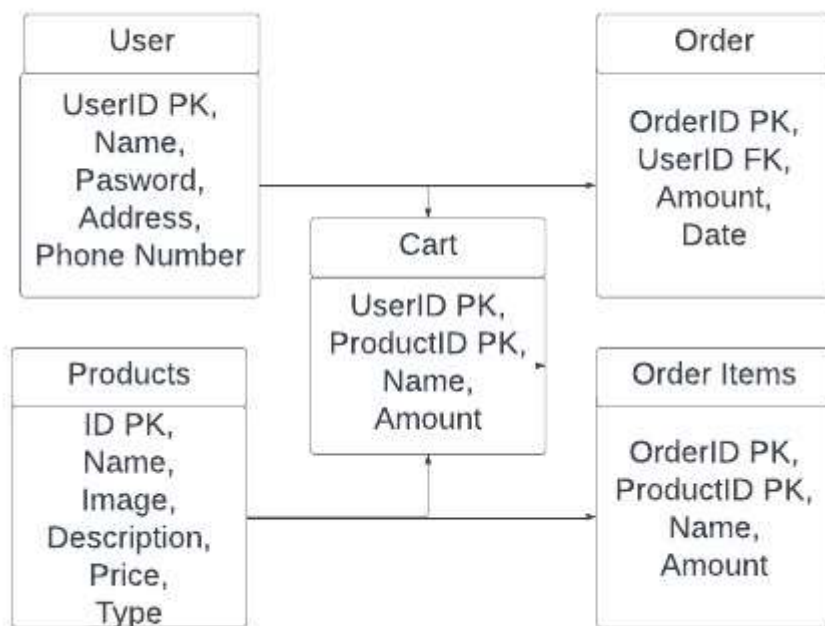 User
UserID PK,
Name,
Pasword,
Address,
Phone Number
Order
OrderID PK,
UserID FK,
Amount,
Date
Cart
UserID PK,
ProductID PK,
Name,
Amount
Products
ID PK,
Name,
Image,
Description,
Price,
Type
Order Items
OrderID PK,
ProductID PK,
Name,
Amount